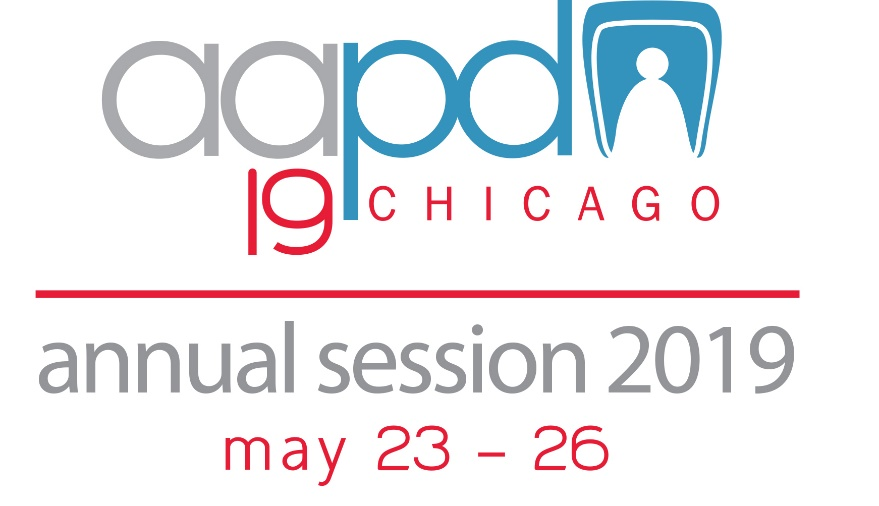 aapd
19 CHICAGO
annual session 2019
may 23 – 26